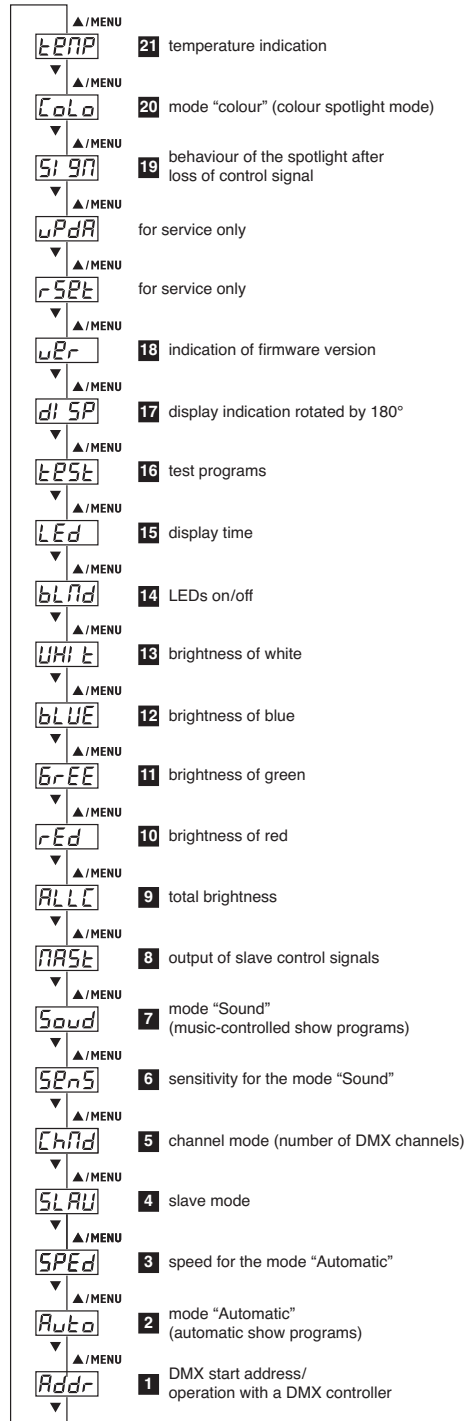 ▲/MENU
tEMP 21 temperature indication
▼
▲/MENU
CoLo 20 mode “colour” (colour spotlight mode)
▼
▲/MENU
SIgN 19 behaviour of the spotlight after
loss of control signal
▼
▲/MENU
uPdA for service only
▼
▲/MENU
rSEt for service only
▼
▲/MENU
vEr 18 indication of firmware version
▼
▲/MENU
dISP 17 display indication rotated by 180°
▼
▲/MENU
tESt 16 test programs
▼
▲/MENU
LEd 15 display time
▼
▲/MENU
bLMd 14 LEDs on/off
▼
▲/MENU
UHIt 13 brightness of white
▼
▲/MENU
bLUE 12 brightness of blue
▼
▲/MENU
GrEE 11 brightness of green
▼
▲/MENU
rEd 10 brightness of red
▼
▲/MENU
ALLC 9 total brightness
▼
▲/MENU
MASt 8 output of slave control signals
▼
▲/MENU
Soud 7 mode “Sound”
(music-controlled show programs)
▼
▲/MENU
SEnS 6 sensitivity for the mode “Sound”
▼
▲/MENU
ChMd 5 channel mode (number of DMX channels)
▼
▲/MENU
SLAU 4 slave mode
▼
▲/MENU
SPEd 3 speed for the mode “Automatic”
▼
▲/MENU
Auto 2 mode “Automatic”
(automatic show programs)
▼
▲/MENU
Addr 1 DMX start address/
operation with a DMX controller
▼